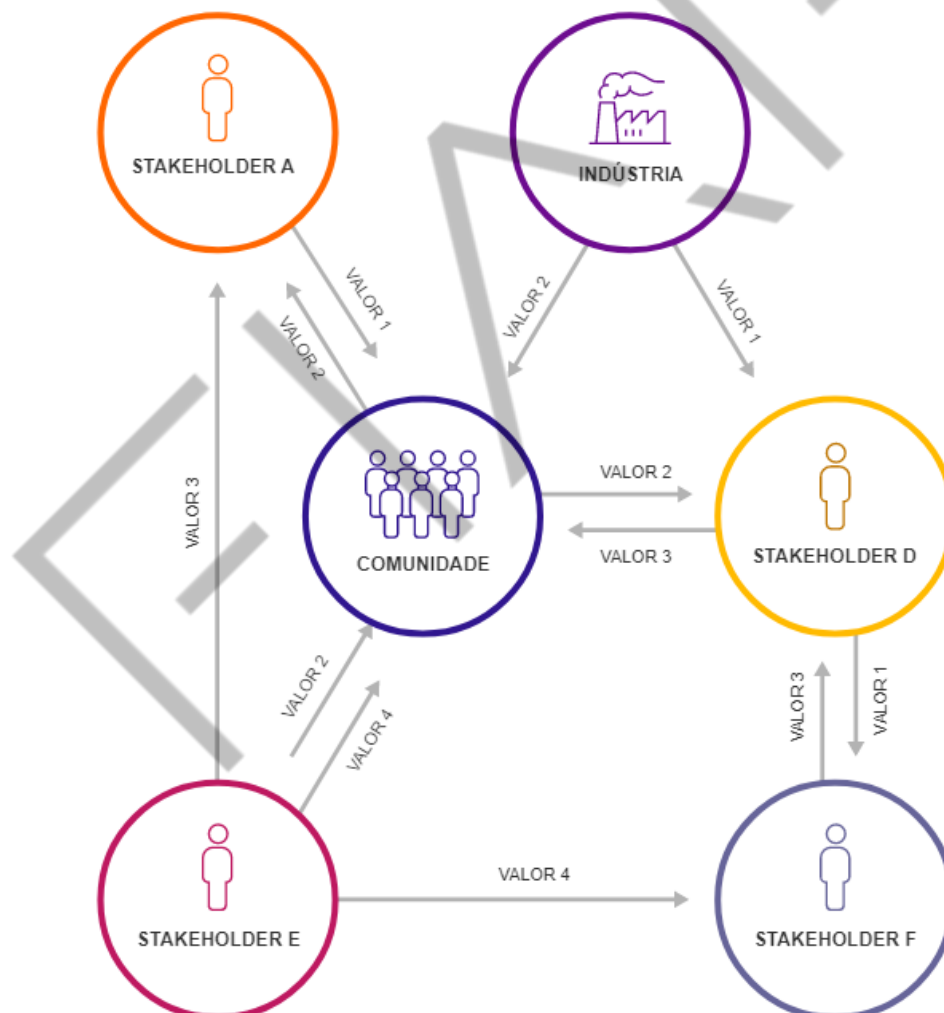 STAKEHOLDER A
INDÚSTRIA
VALOR 1
VALOR 2
VALOR 2
VALOR 1
VALOR 3
COMUNIDADE
VALOR 2
VALOR 3
STAKEHOLDER D
VALOR 2
VALOR 4
VALOR 3
VALOR 1
STAKEHOLDER E
VALOR 4
STAKEHOLDER F